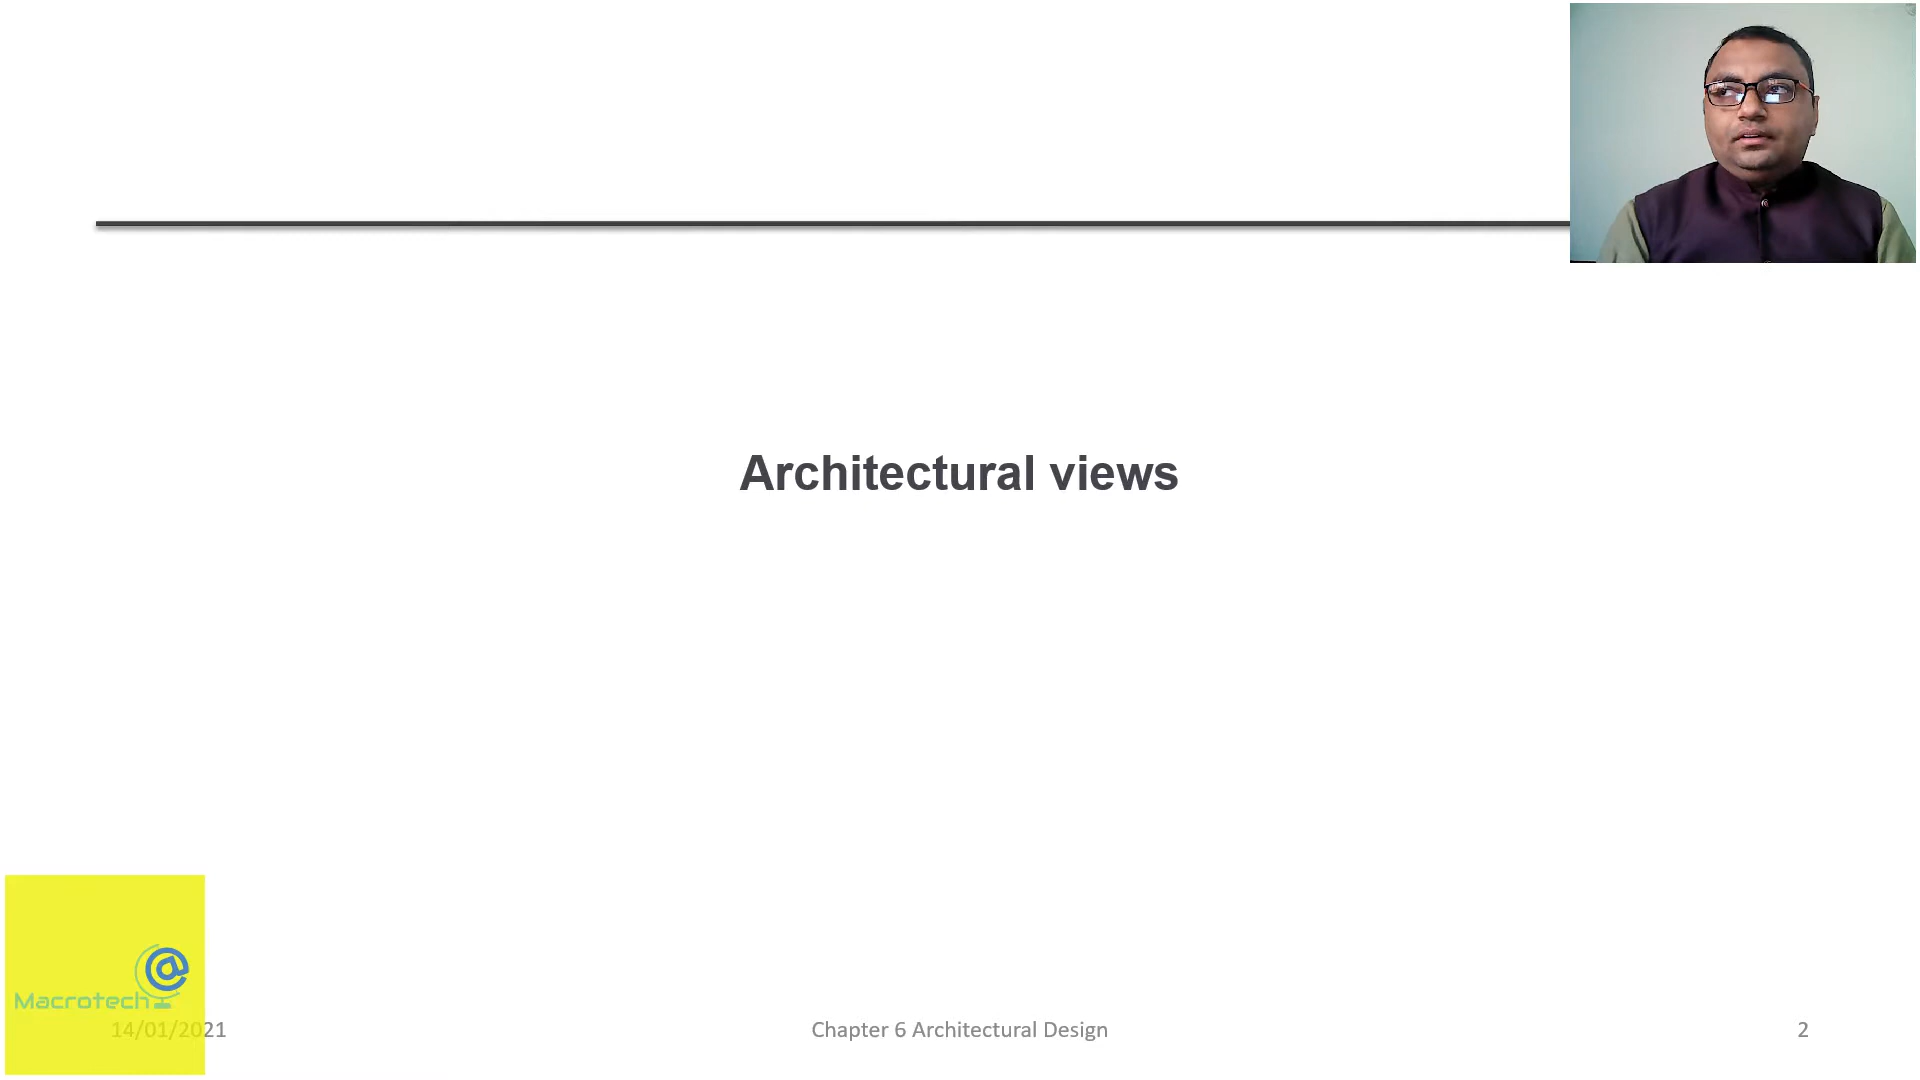 Architectural views
Macrotech
14/01/2021
Chapter 6 Architectural Design
2